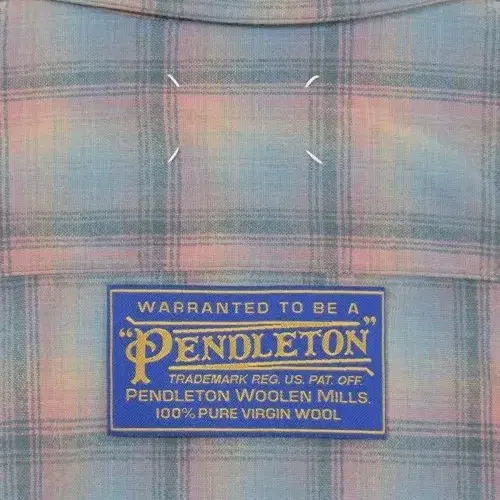 WARRANTED TO BE A
"PENDLETON"
TRADEMARK REG. US. PAT. OFF.
PENDLETON WOOLEN MILLS.
100% PURE VIRGIN WOOL